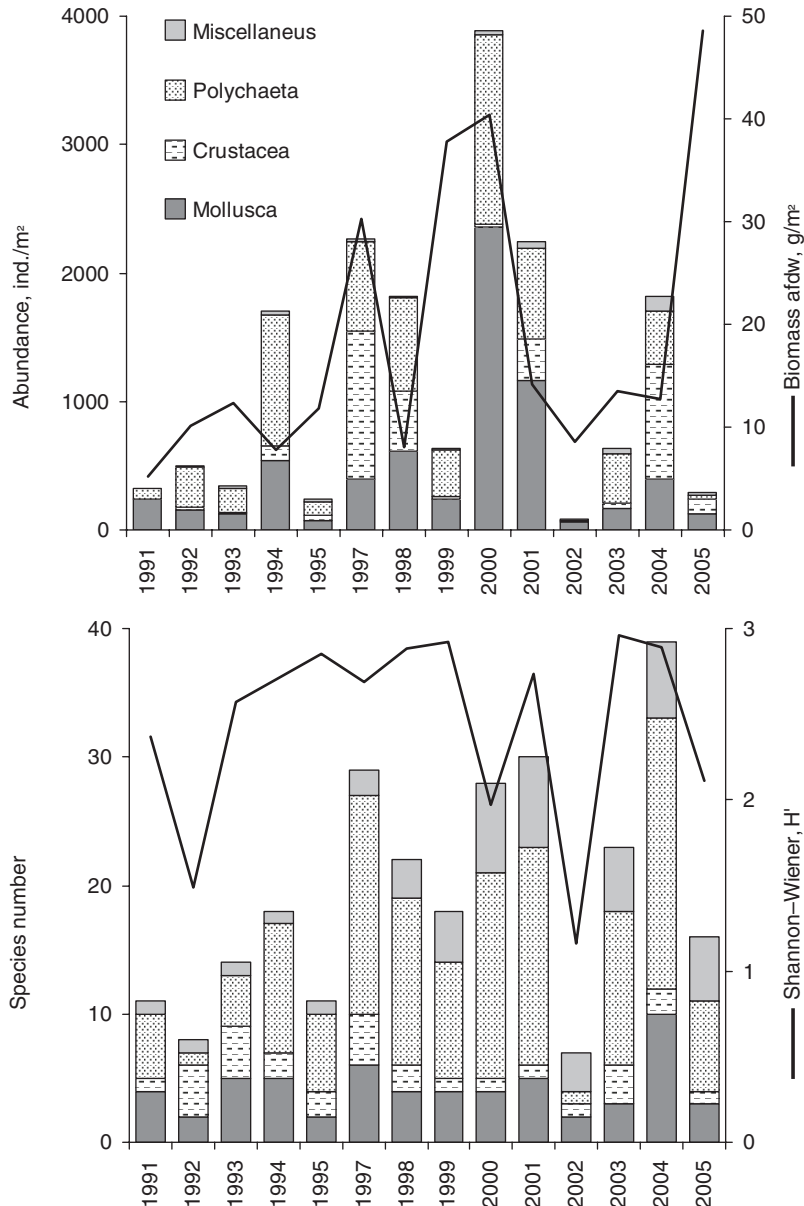 4000
3000
2000
1000
0
Abundance, ind./m²
Miscellaneus
Polychaeta
Crustacea
Mollusca
50
40
30
20
10
0
Biomass afdw, g/m²
1991 1992 1993 1994 1995 1997 1998 1999 2000 2001 2002 2003 2004 2005
40
30
20
10
0
Species number
3
2
1
0
Shannon–Wiener, H'
1991 1992 1993 1994 1995 1997 1998 1999 2000 2001 2002 2003 2004 2005